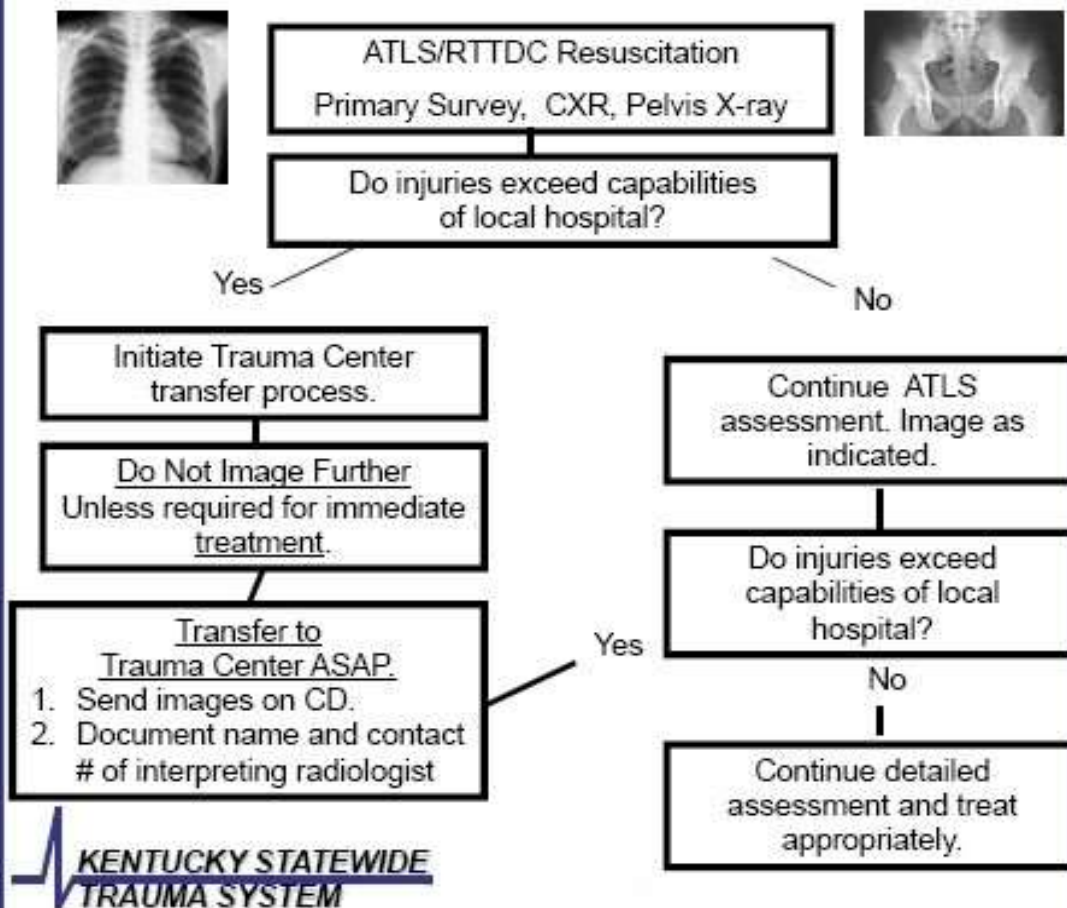 ATLS/RTTDC Resuscitation
Primary Survey, CXR, Pelvis X-ray
Do injuries exceed capabilities
of local hospital?
Yes
No
Initiate Trauma Center
transfer process.
Do Not Image Further
Unless required for immediate
treatment.
Transfer to
Trauma Center ASAP.
1. Send images on CD.
2. Document name and contact
# of interpreting radiologist
Continue ATLS
assessment. Image as
indicated.
Do injuries exceed
capabilities of local
hospital?
Yes
No
Continue detailed
assessment and treat
appropriately.
KENTUCKY STATEWIDE
TRAUMA SYSTEM